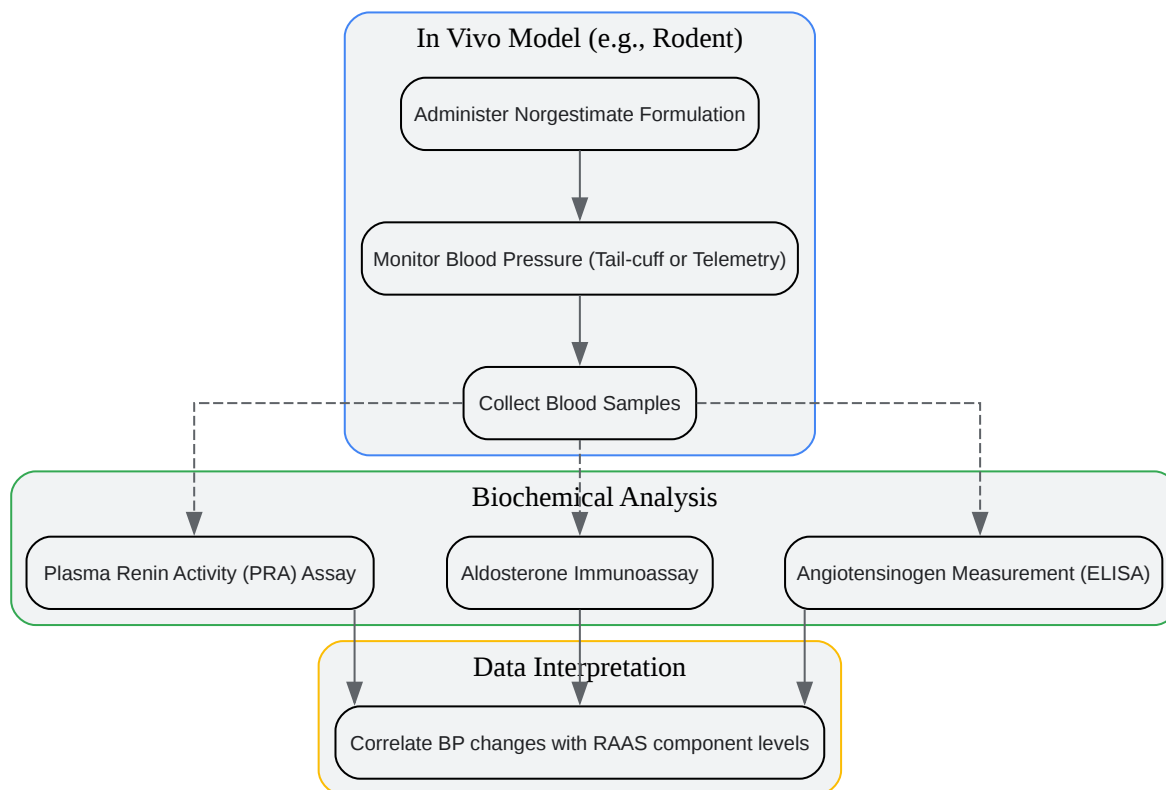 In Vivo Model (e.g., Rodent)
Administer Norgestimate Formulation
Monitor Blood Pressure (Tail-cuff or Telemetry)
Collect Blood Samples
Biochemical Analysis
Plasma Renin Activity (PRA) Assay
Aldosterone Immunoassay
Angiotensinogen Measurement (ELISA)
Data Interpretation
Correlate BP changes with RAAS component levels